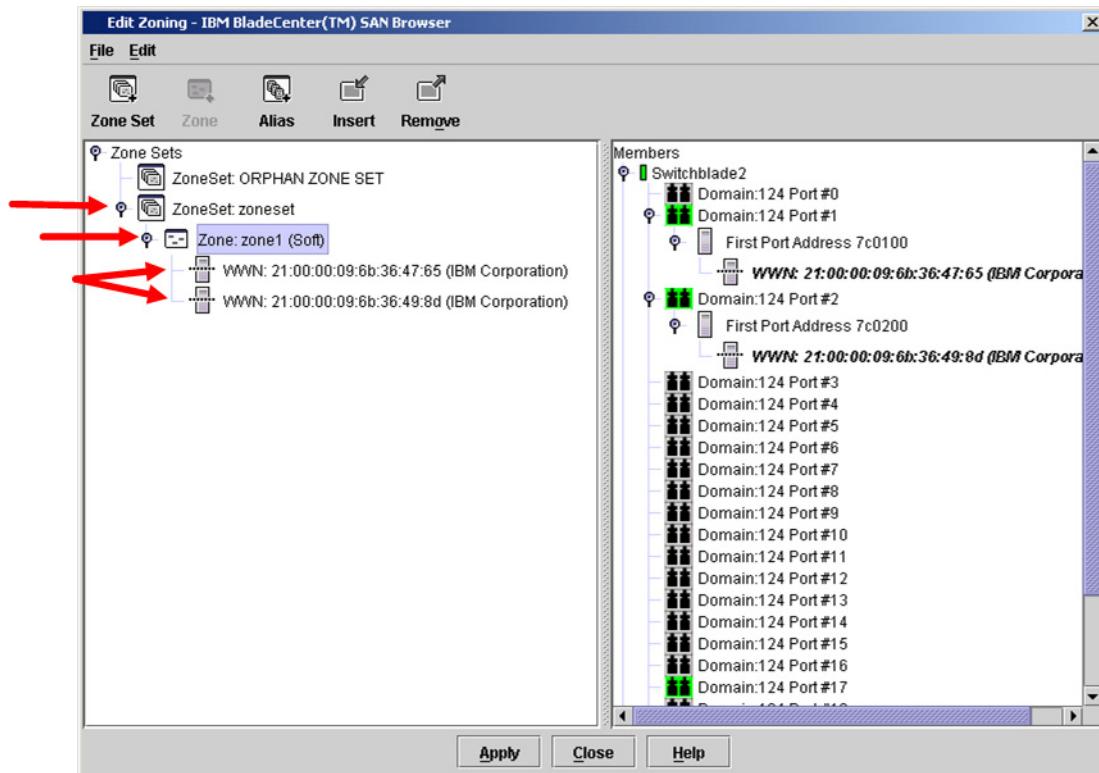 Edit Zoning - IBM BladeCenter(TM) SAN Browser
File Edit
Zone Set Zone Alias Insert Remove
Zone Sets
ZoneSet: ORPHAN ZONE SET
ZoneSet: zoneset
Zone: zone1 (Soft)
WWN: 21:00:00:09:6b:36:47:65 (IBM Corporation)
WWN: 21:00:00:09:6b:36:49:8d (IBM Corporation)
Members
Switchblade2
Domain:124 Port#0
Domain:124 Port#1
First Port Address 7c0100
WWN: 21:00:00:09:6b:36:47:65 (IBM Corpora
Domain:124 Port#2
First Port Address 7c0200
WWN: 21:00:00:09:6b:36:49:8d (IBM Corpora
Domain:124 Port#3
Domain:124 Port#4
Domain:124 Port#5
Domain:124 Port#6
Domain:124 Port#7
Domain:124 Port#8
Domain:124 Port#9
Domain:124 Port#10
Domain:124 Port#11
Domain:124 Port#12
Domain:124 Port#13
Domain:124 Port#14
Domain:124 Port#15
Domain:124 Port#16
Domain:124 Port#17
Apply Close Help